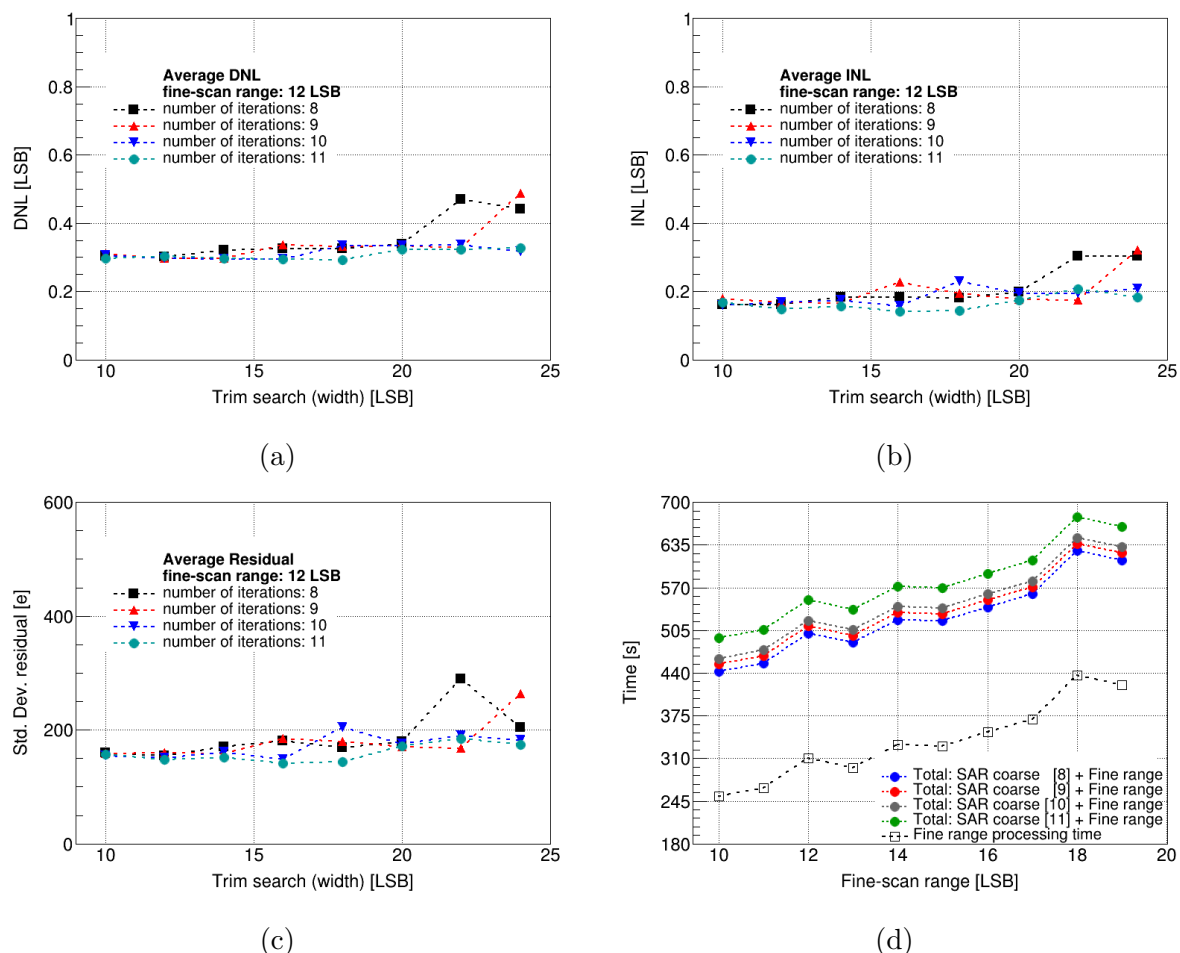 1
0.8
0.6
0.4
0.2
0
DNL [LSB]
Average DNL
fine-scan range: 12 LSB
number of iterations: 8
number of iterations: 9
number of iterations: 10
number of iterations: 11
10 15 20 25
Trim search (width) [LSB]
(a)
1
0.8
0.6
0.4
0.2
0
INL [LSB]
Average INL
fine-scan range: 12 LSB
number of iterations: 8
number of iterations: 9
number of iterations: 10
number of iterations: 11
10 15 20 25
Trim search (width) [LSB]
(b)
600
400
200
0
Std. Dev. residual [e]
Average Residual
fine-scan range: 12 LSB
number of iterations: 8
number of iterations: 9
number of iterations: 10
number of iterations: 11
10 15 20 25
Trim search (width) [LSB]
(c)
700
635
570
505
440
375
310
245
180
Time [s]
Total: SAR coarse [8] + Fine range
Total: SAR coarse [9] + Fine range
Total: SAR coarse [10] + Fine range
Total: SAR coarse [11] + Fine range
Fine range processing time
10 12 14 16 18 20
Fine-scan range [LSB]
(d)